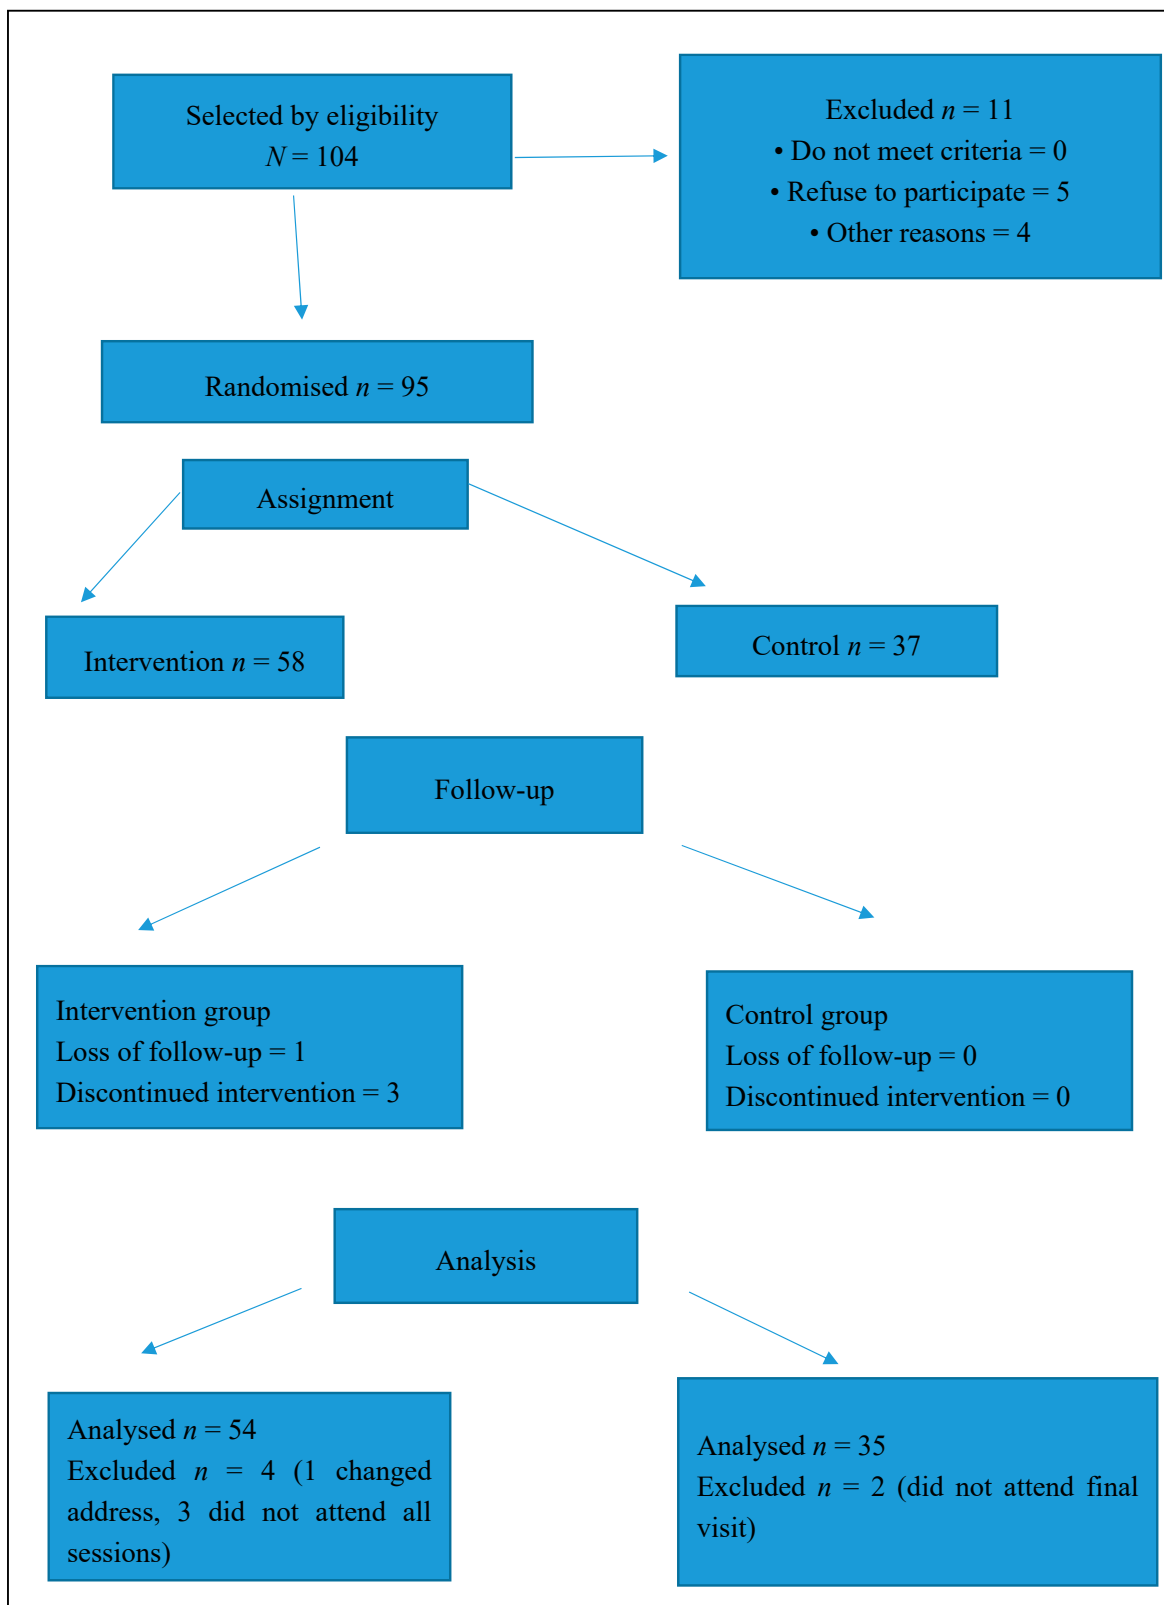 Selected by eligibility
N = 104
Excluded n = 11
• Do not meet criteria = 0
• Refuse to participate = 5
• Other reasons = 4
Randomised n = 95
Assignment
Intervention n = 58
Control n = 37
Follow-up
Intervention group
Loss of follow-up = 1
Discontinued intervention = 3
Control group
Loss of follow-up = 0
Discontinued intervention = 0
Analysis
Analysed n = 54
Excluded n = 4 (1 changed
address, 3 did not attend all
sessions)
Analysed n = 35
Excluded n = 2 (did not attend final
visit)